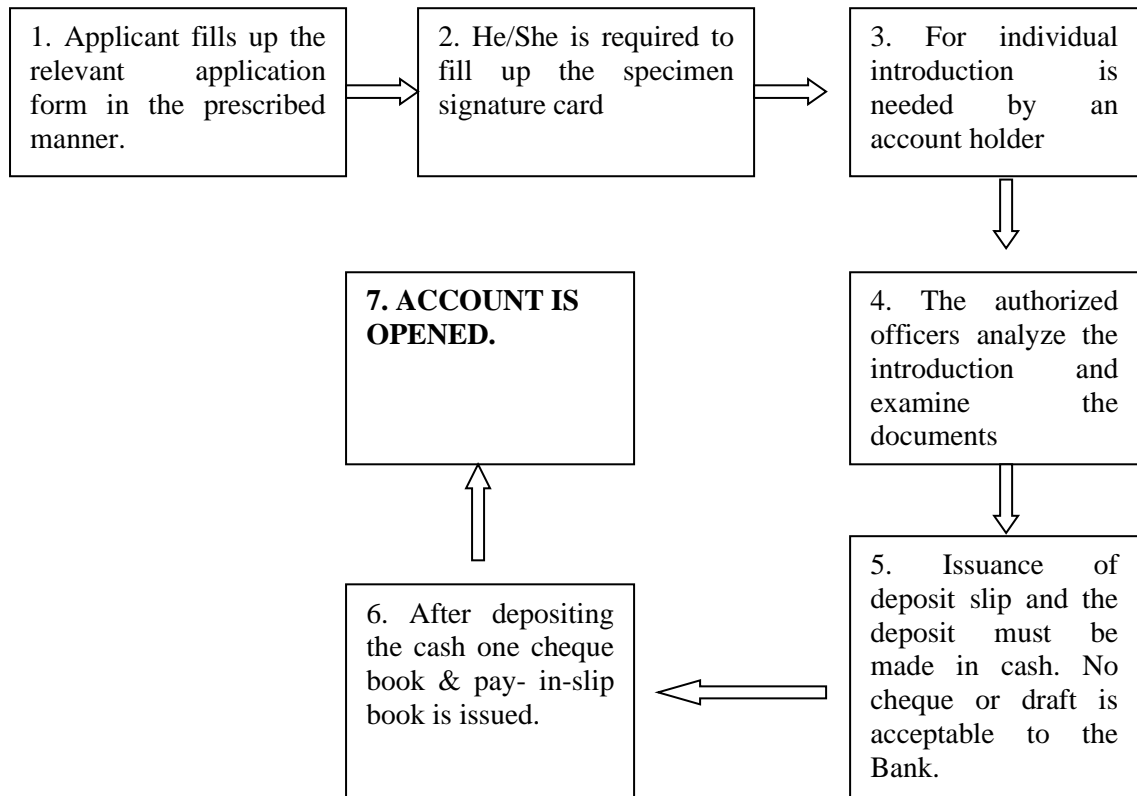 1. Applicant fills up the
relevant application
form in the prescribed
manner.
2. He/She is required to
fill up the specimen
signature card
3. For individual
introduction is
needed by an
account holder
4. The authorized
officers analyze the
introduction and
examine the
documents
5. Issuance of
deposit slip and the
deposit must be
made in cash. No
cheque or draft is
acceptable to the
Bank.
6. After depositing
the cash one cheque
book & pay- in-slip
book is issued.
7. ACCOUNT IS
OPENED.